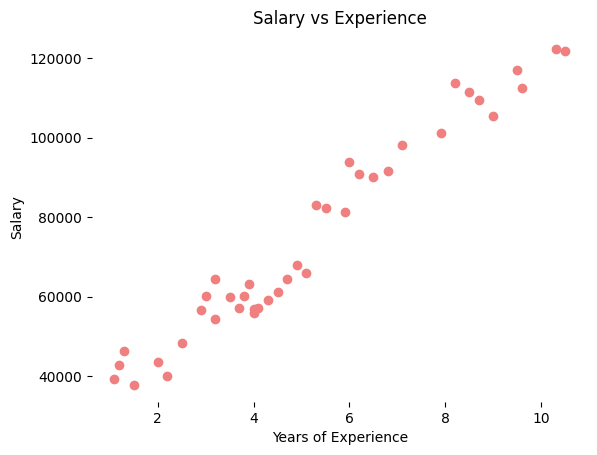 Salary vs Experience
120000
100000
80000
60000
40000
Salary
2 4 6 8 10
Years of Experience